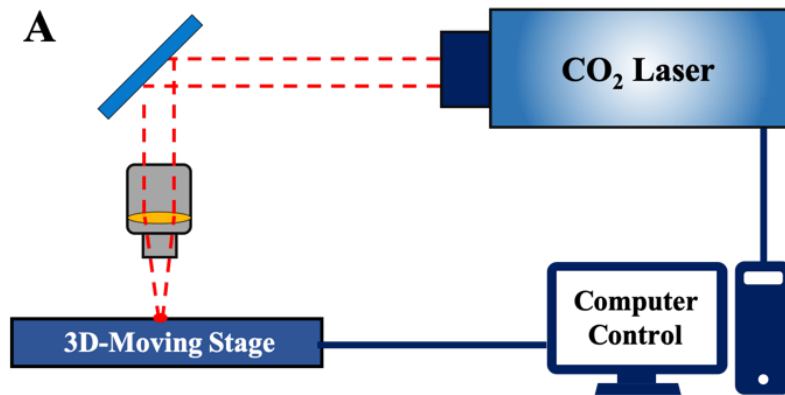 A
CO₂ Laser
3D-Moving Stage
Computer
Control